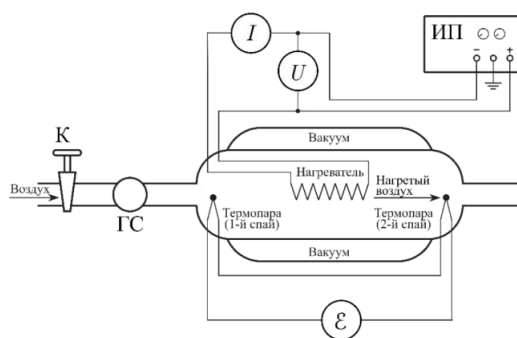 I
ИП
U
− +
К
Вакуум
Нагреватель
Воздух
Нагретый
воздух
ГС
Термопара
(1-й спай)
Термопара
(2-й спай)
Вакуум
ℰ